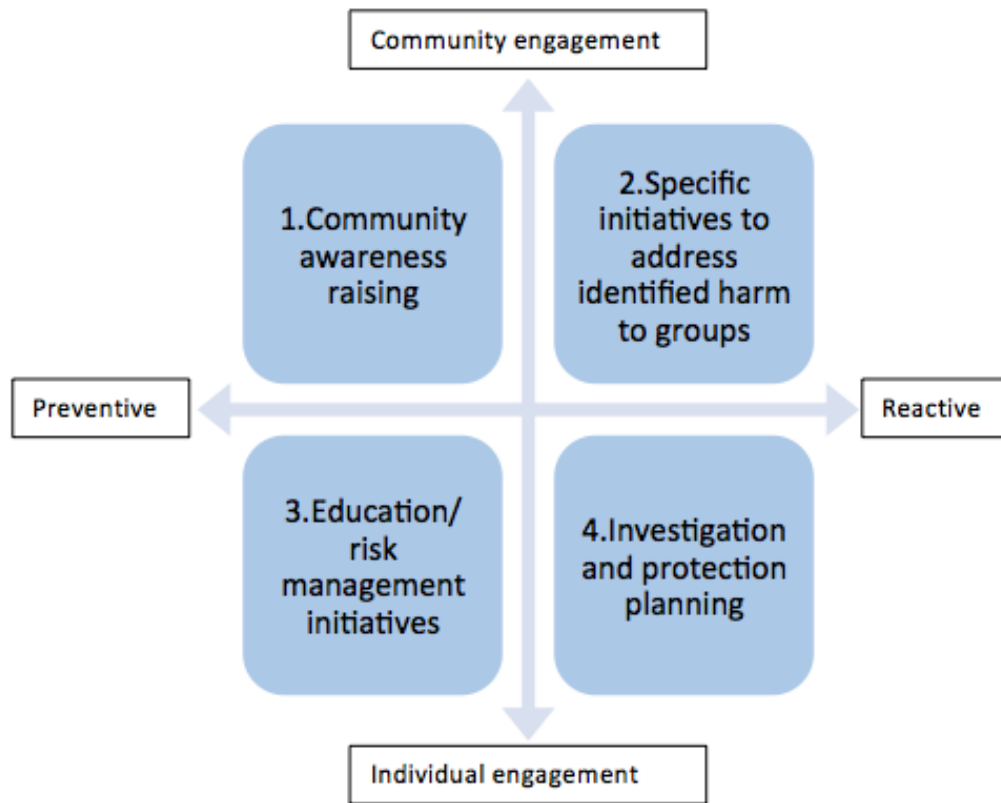 Community engagement
1.Community
awareness
raising
2.Specific
initiatives to
address
identified harm
to groups
Preventive
Reactive
3.Education/
risk
management
initiatives
4.Investigation
and protection
planning
Individual engagement